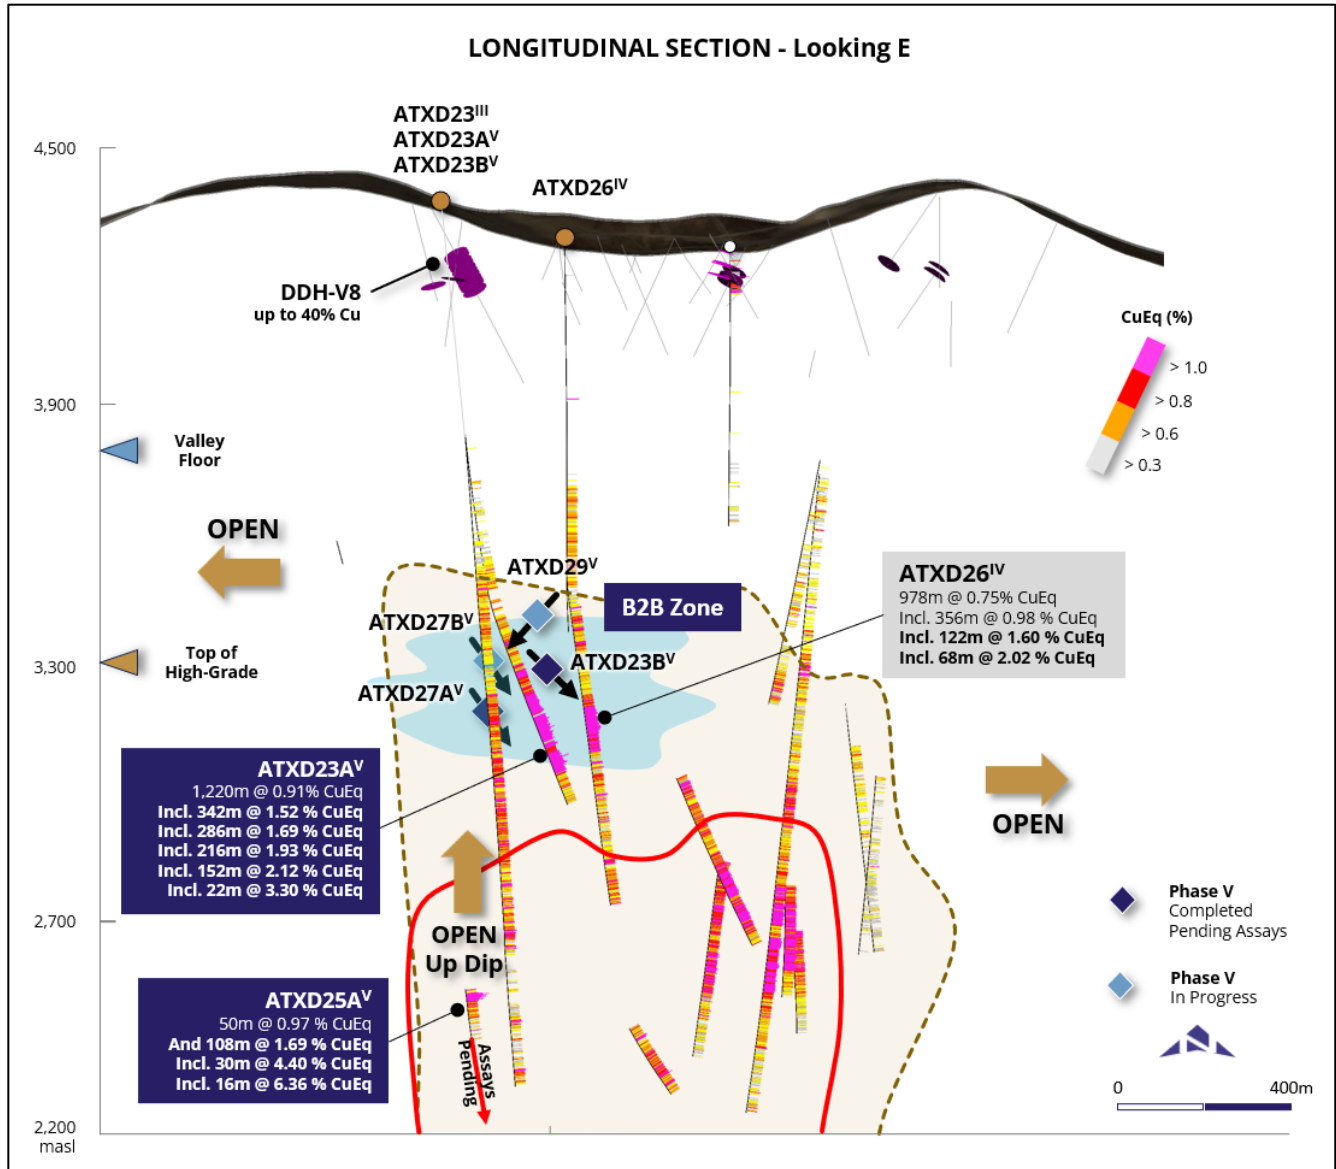 LONGITUDINAL SECTION - Looking E
ATXD23ᴵᴵᴵ
ATXD23Aⱽ
ATXD23Bⱽ
4,500
ATXD26ᴵⱽ
DDH-V8
up to 40% Cu
CuEq (%)
> 1.0
> 0.8
> 0.6
> 0.3
3,900
Valley
Floor
OPEN
ATXD29ⱽ
B2B Zone
ATXD26ᴵⱽ
978m @ 0.75% CuEq
Incl. 356m @ 0.98 % CuEq
Incl. 122m @ 1.60 % CuEq
Incl. 68m @ 2.02 % CuEq
ATXD27Bⱽ
ATXD23Bⱽ
3,300
Top of
High-Grade
ATXD27Aⱽ
ATXD23Aⱽ
1,220m @ 0.91% CuEq
Incl. 342m @ 1.52 % CuEq
Incl. 286m @ 1.69 % CuEq
Incl. 216m @ 1.93 % CuEq
Incl. 152m @ 2.12 % CuEq
Incl. 22m @ 3.30 % CuEq
OPEN
2,700
OPEN
Up Dip
Phase V
Completed
Pending Assays
Phase V
In Progress
ATXD25Aⱽ
50m @ 0.97 % CuEq
And 108m @ 1.69 % CuEq
Incl. 30m @ 4.40 % CuEq
Incl. 16m @ 6.36 % CuEq
Assays
Pending
0 400m
2,200
masl